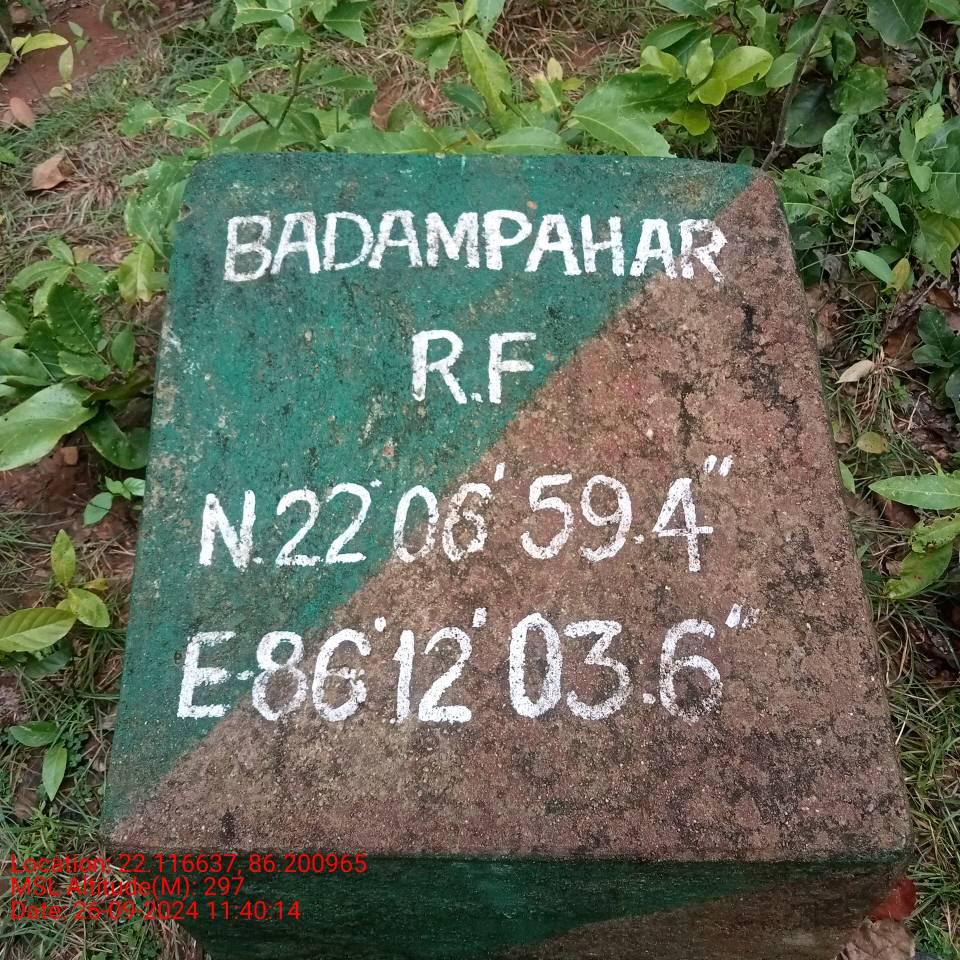 BADAMPAHAR
R.F
N.22°06'59.4"
E-86°12'03.6"
Location: 22.116637, 86.200965
MSL Altitude(M): 297
Date: 26-09-2024 11:40:14